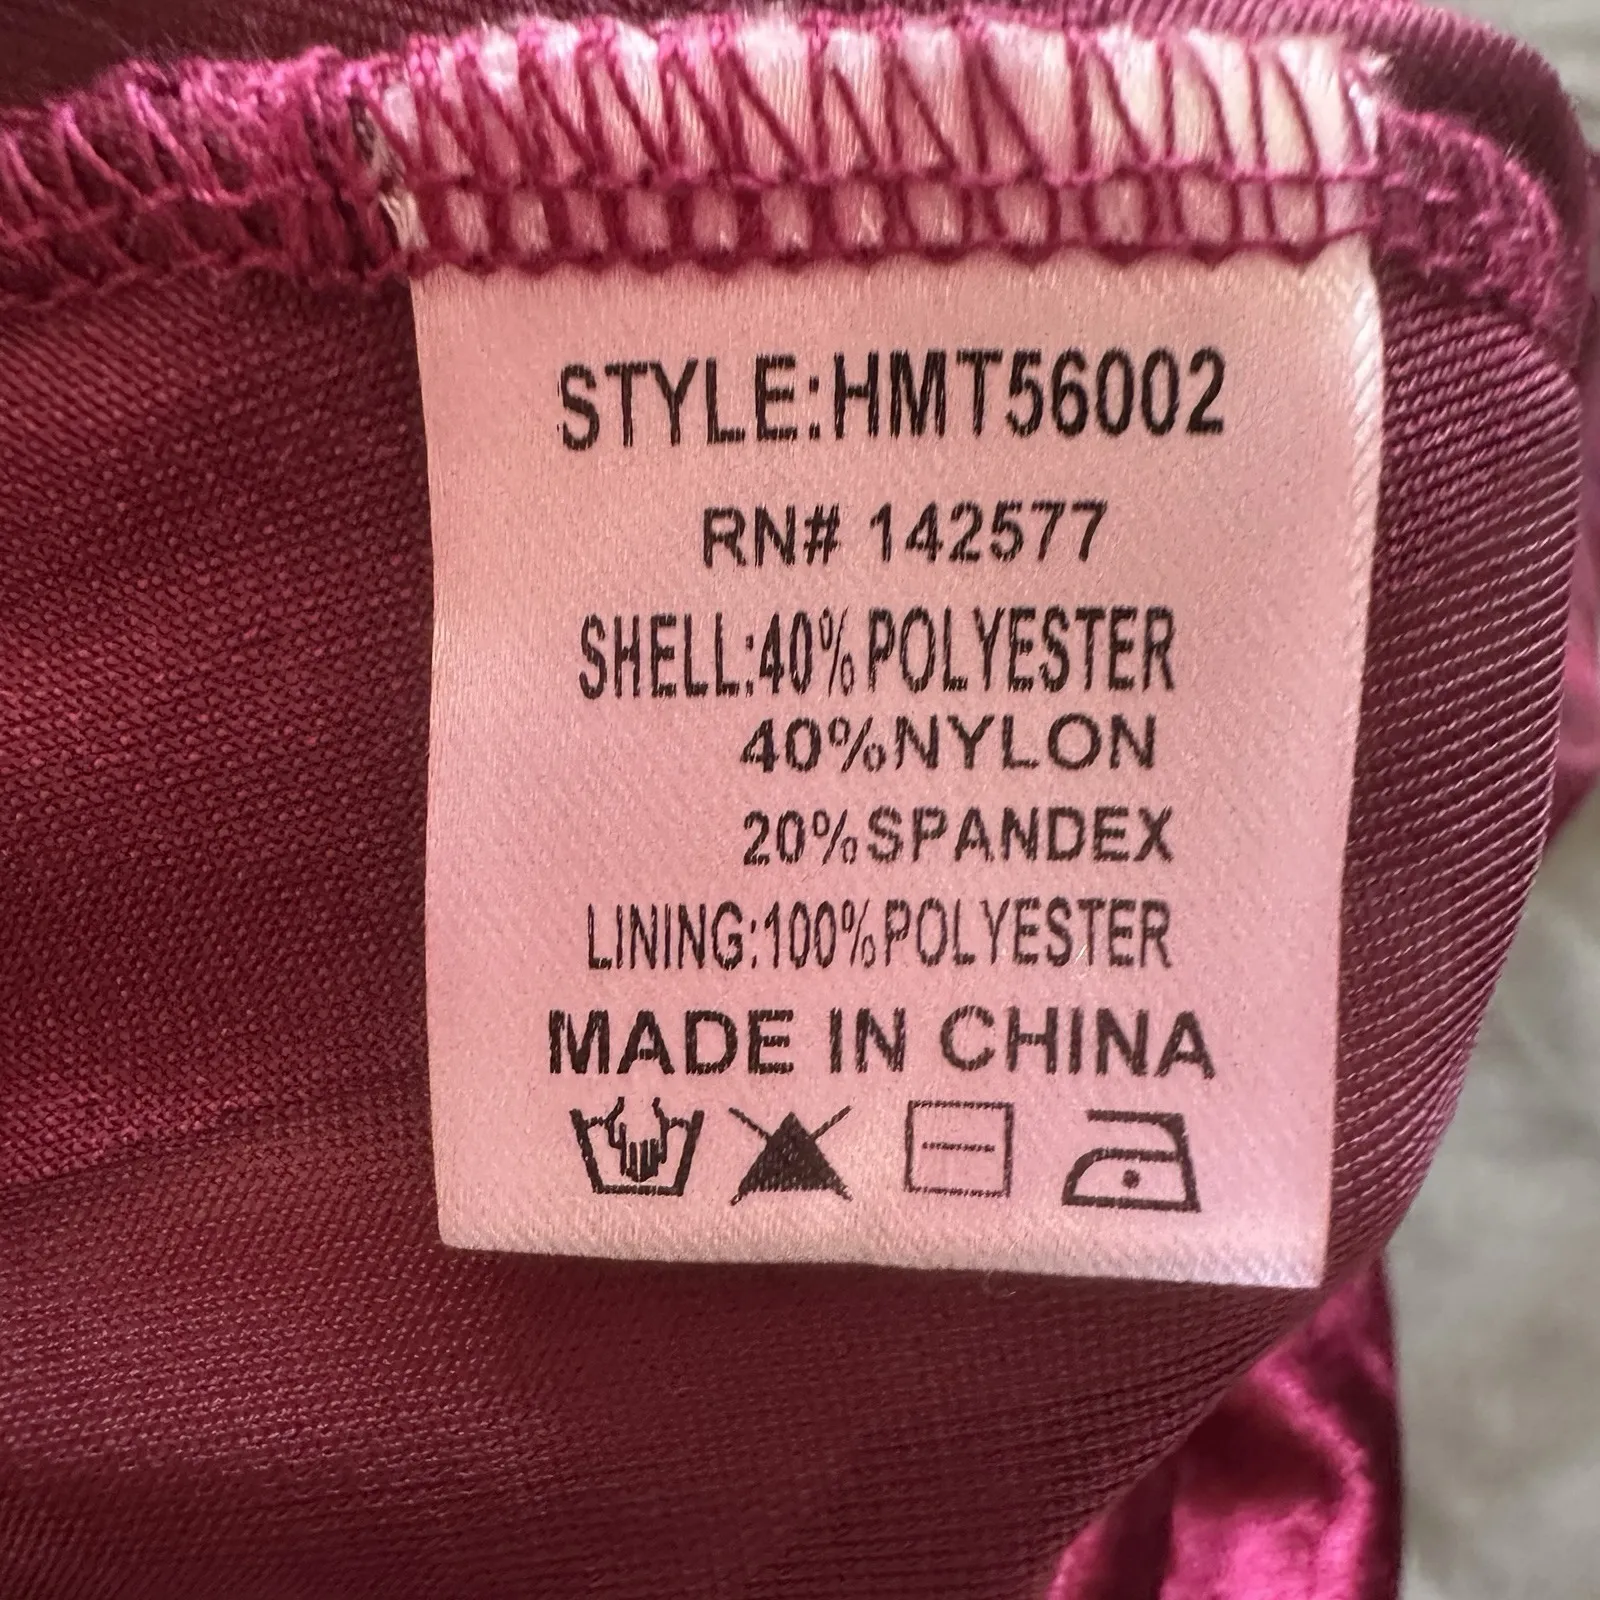 STYLE:HMT56002
RN# 142577
SHELL:40%POLYESTER
40%NYLON
20%SPANDEX
LINING:100%POLYESTER
MADE IN CHINA